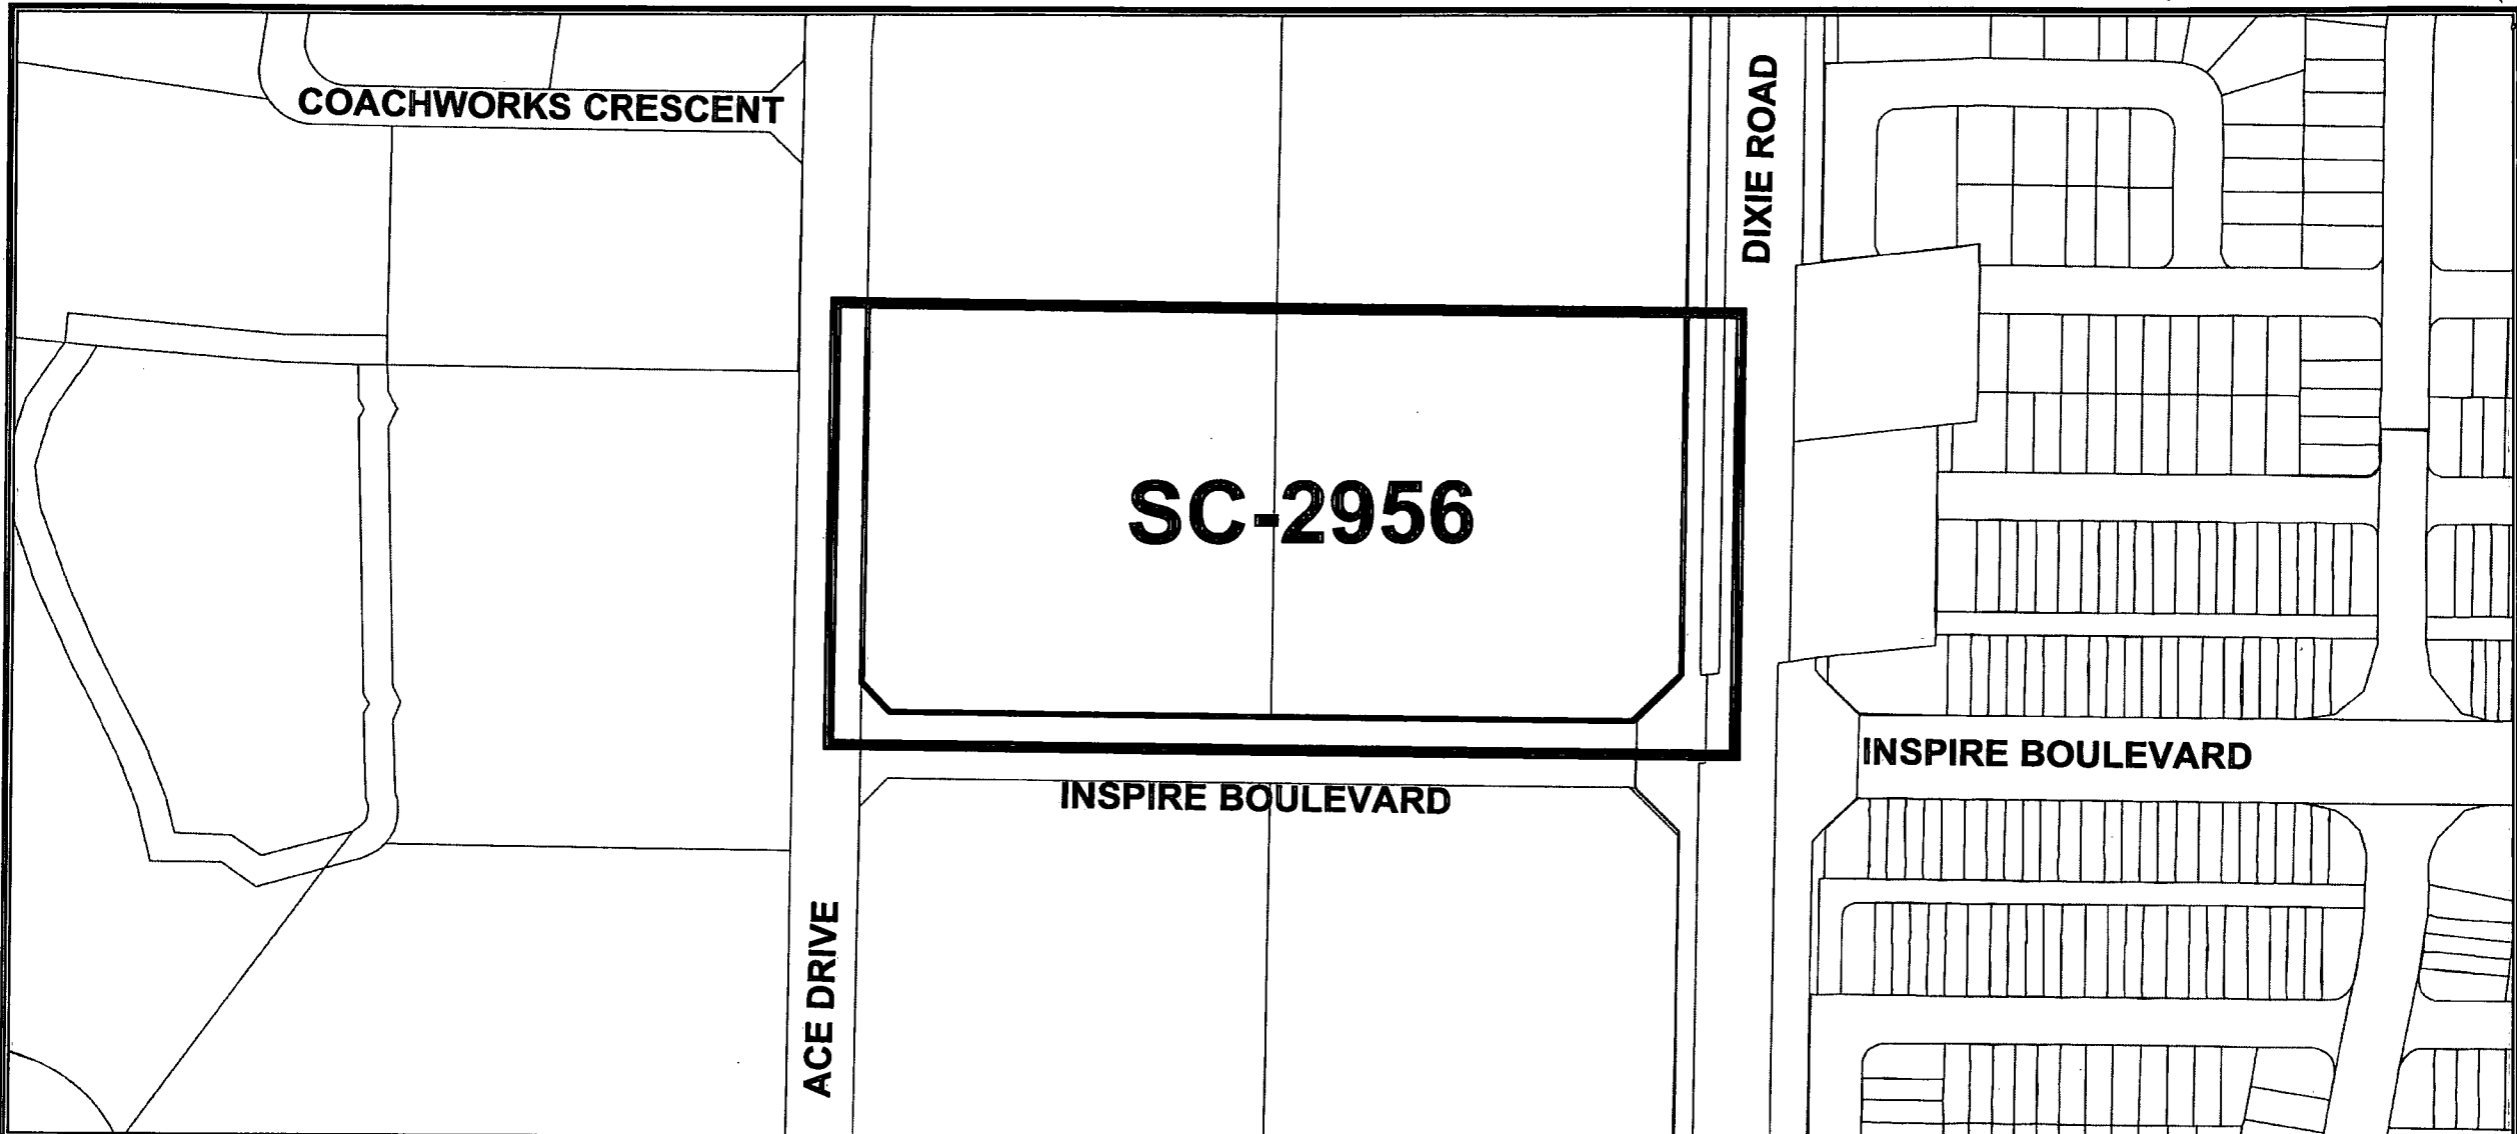 COACHWORKS CRESCENT
DIXIE ROAD
SC-2956
INSPIRE BOULEVARD
INSPIRE BOULEVARD
ACE DRIVE